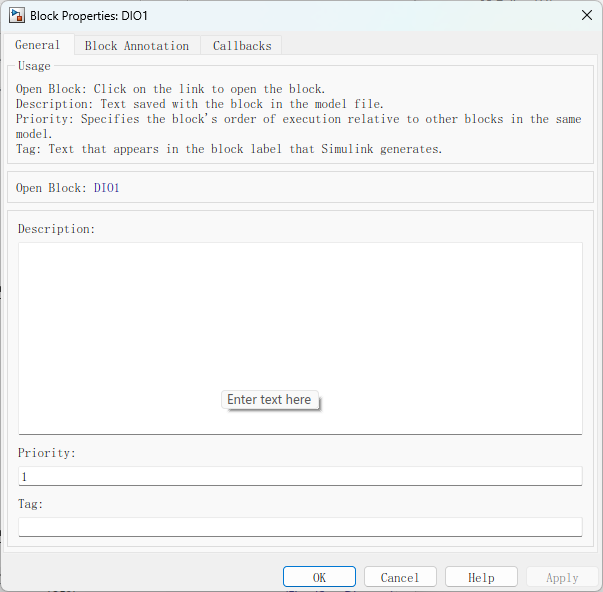 Block Properties: DIO1
General
Block Annotation
Callbacks
Usage
Open Block: Click on the link to open the block.
Description: Text saved with the block in the model file.
Priority: Specifies the block's order of execution relative to other blocks in the same
model.
Tag: Text that appears in the block label that Simulink generates.
Open Block: DIO1
Description:
Enter text here
Priority:
1
Tag:
OK
Cancel
Help
Apply